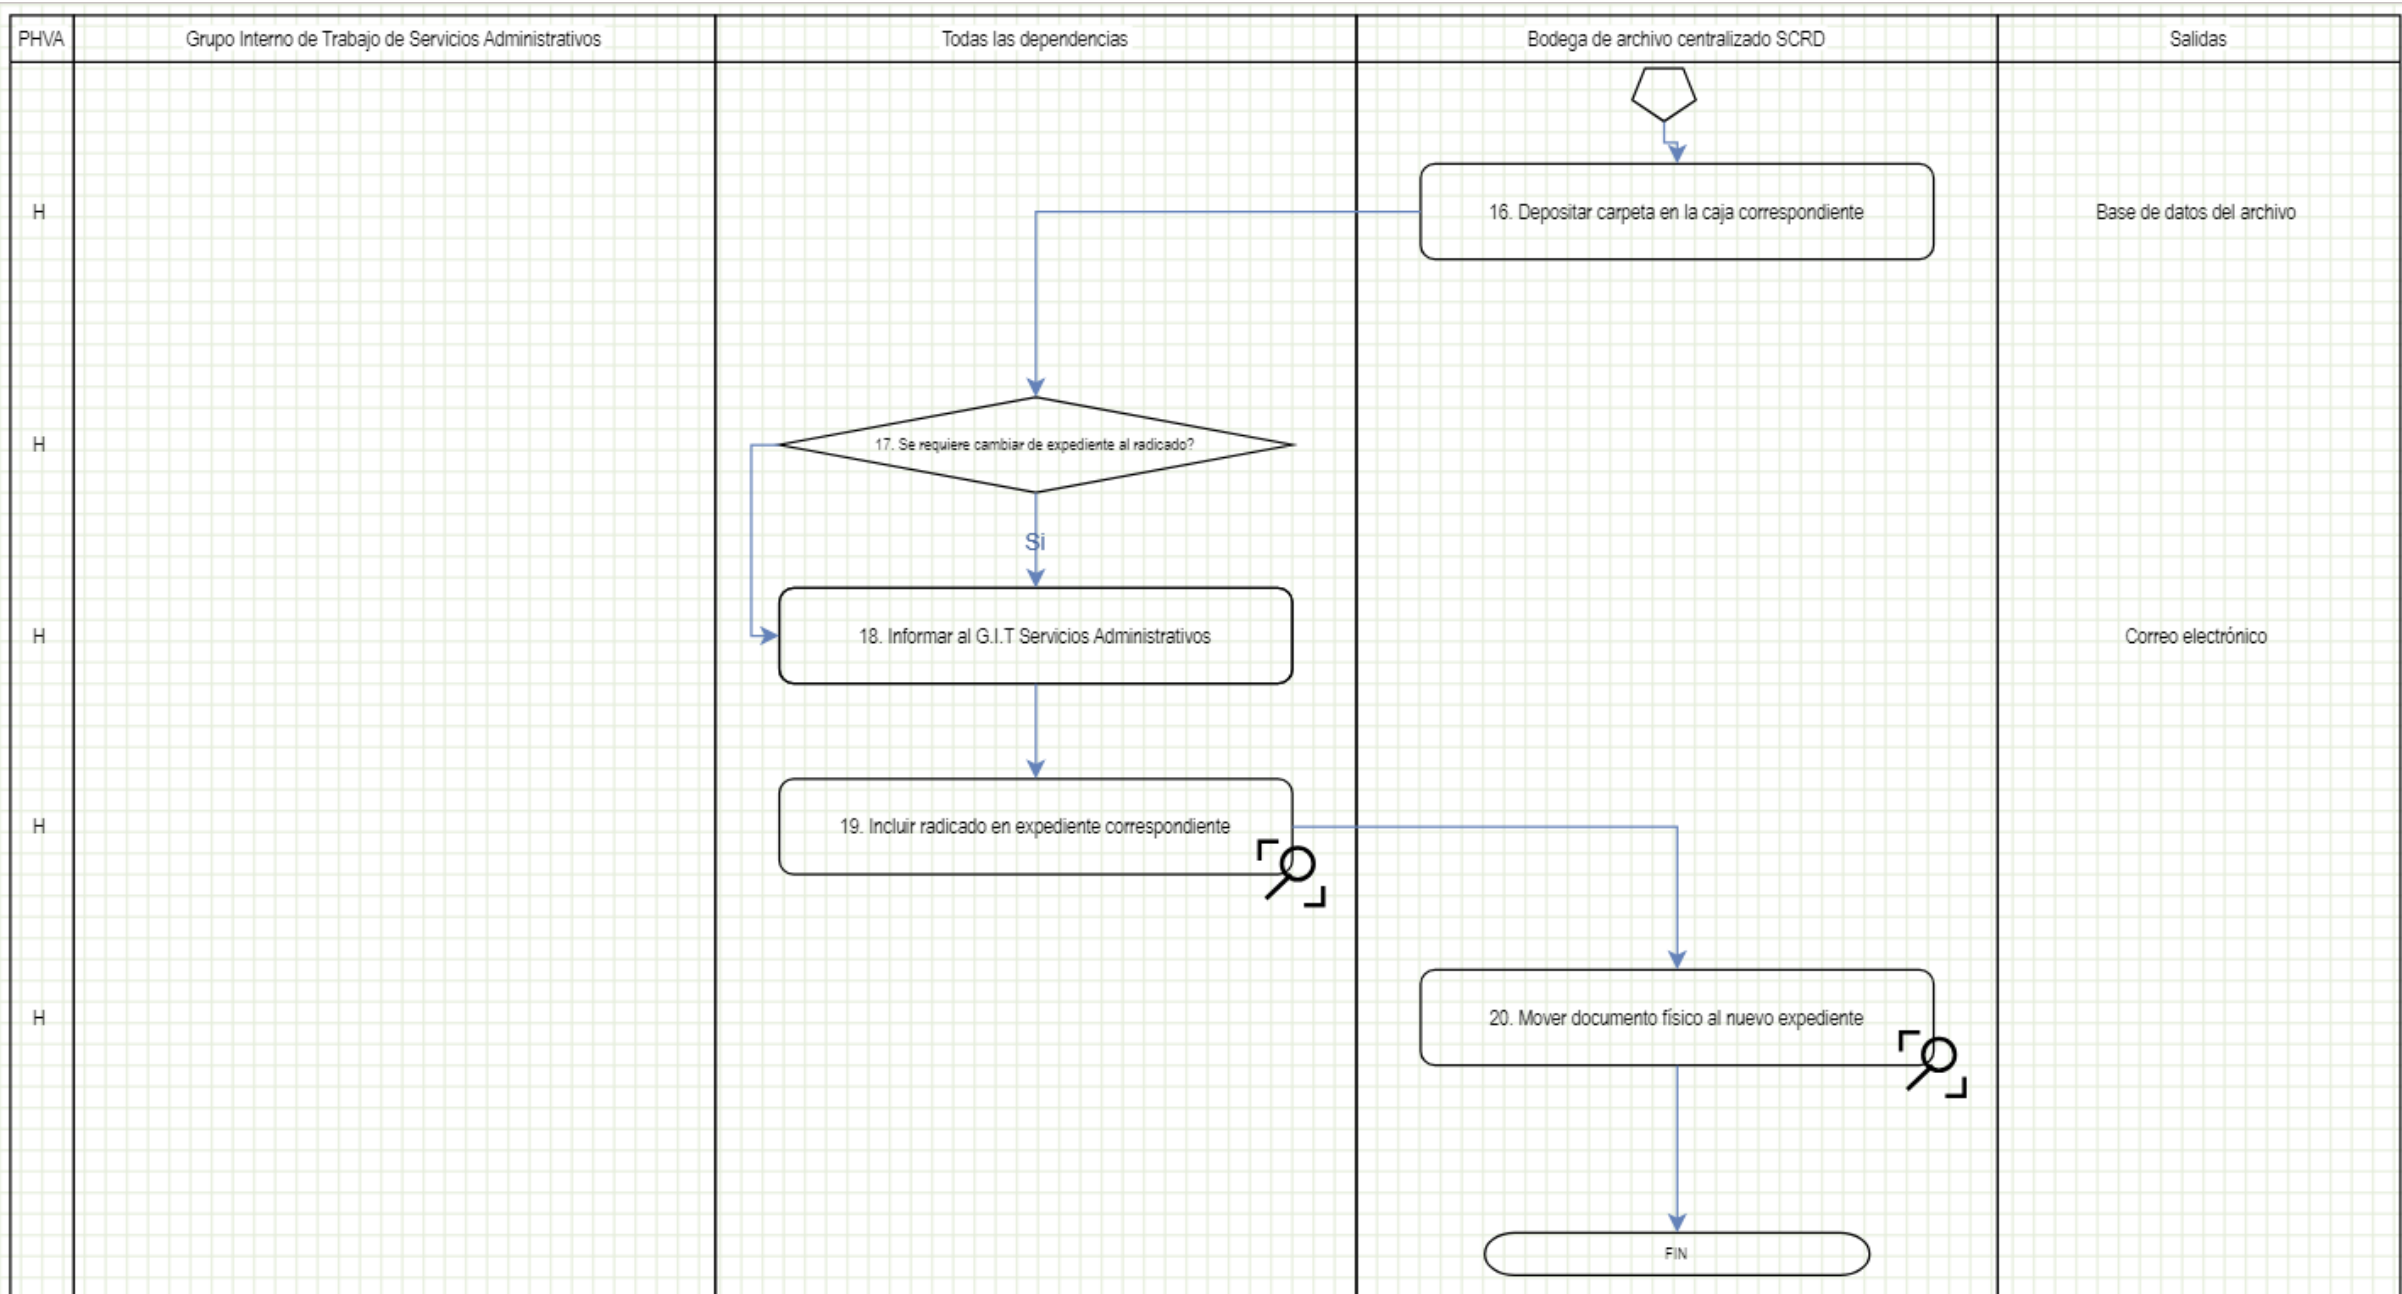 PHVA
Grupo Interno de Trabajo de Servicios Administrativos
Todas las dependencias
Bodega de archivo centralizado SCRD
Salidas
H
16. Depositar carpeta en la caja correspondiente
Base de datos del archivo
H
17. Se requiere cambiar de expediente al radicado?
Si
H
18. Informar al G.I.T Servicios Administrativos
Correo electrónico
H
19. Incluir radicado en expediente correspondiente
H
20. Mover documento físico al nuevo expediente
FIN